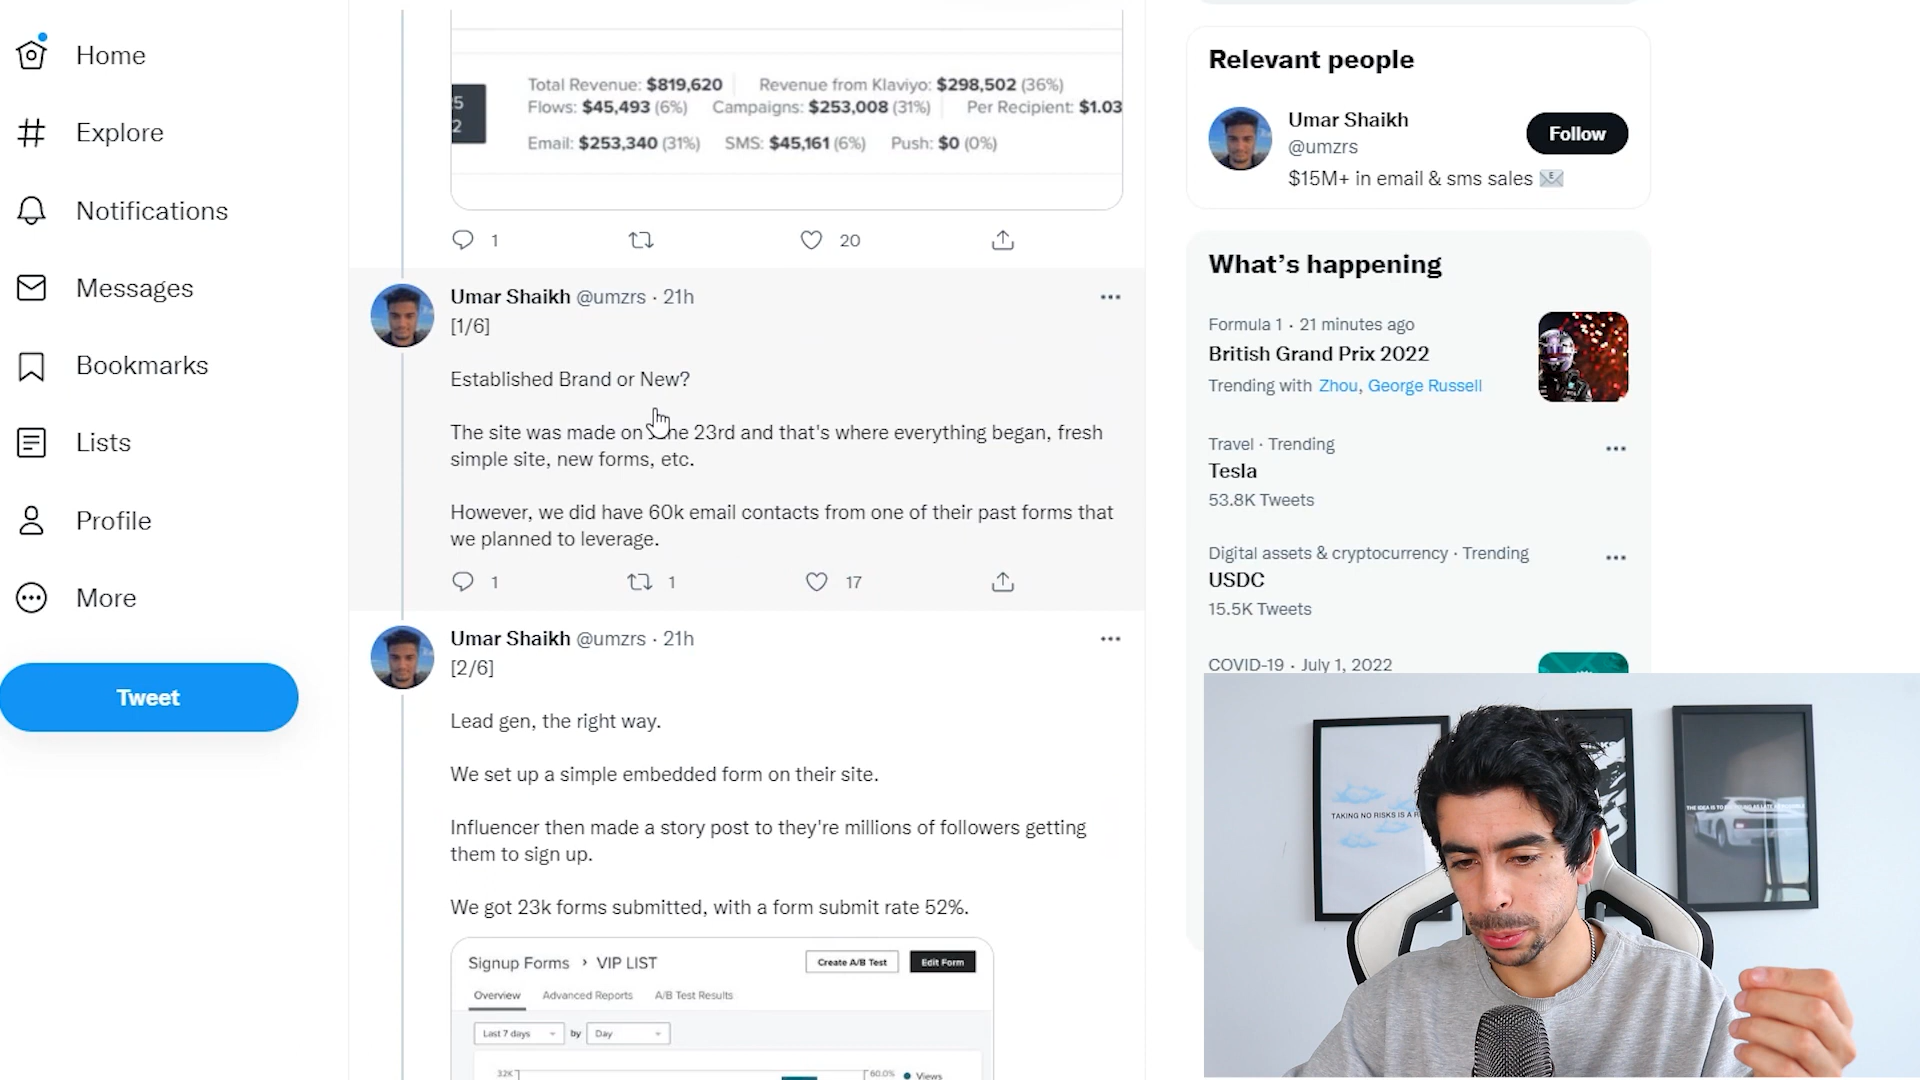 Home
Explore
Notifications
Messages
Bookmarks
Lists
Profile
More
Tweet
Total Revenue: $819,620 Revenue from Klaviyo: $298,502 (36%)
Flows: $45,493 (6%) Campaigns: $253,008 (31%) Per Recipient: $1.03
Email: $253,340 (31%) SMS: $45,161 (6%) Push: $0 (0%)
5
2
1 20
Umar Shaikh @umzrs · 21h
[1/6]
Established Brand or New?
The site was made on 23rd and that's where everything began, fresh
simple site, new forms, etc.
However, we did have 60k email contacts from one of their past forms that
we planned to leverage.
1 1 17
Umar Shaikh @umzrs · 21h
[2/6]
Lead gen, the right way.
We set up a simple embedded form on their site.
Influencer then made a story post to they're millions of followers getting
them to sign up.
We got 23k forms submitted, with a form submit rate 52%.
Signup Forms › VIP LIST Create A/B Test Edit Form
Overview Advanced Reports A/B Test Results
Last 7 days by Day
32K 60.0% Views
Relevant people
Umar Shaikh
@umzrs
Follow
$15M+ in email & sms sales
What's happening
Formula 1 · 21 minutes ago
British Grand Prix 2022
Trending with Zhou, George Russell
Travel · Trending
Tesla
53.8K Tweets
Digital assets & cryptocurrency · Trending
USDC
15.5K Tweets
COVID-19 · July 1, 2022
TAKING NO RISKS IS A
THE IDEA IS TO